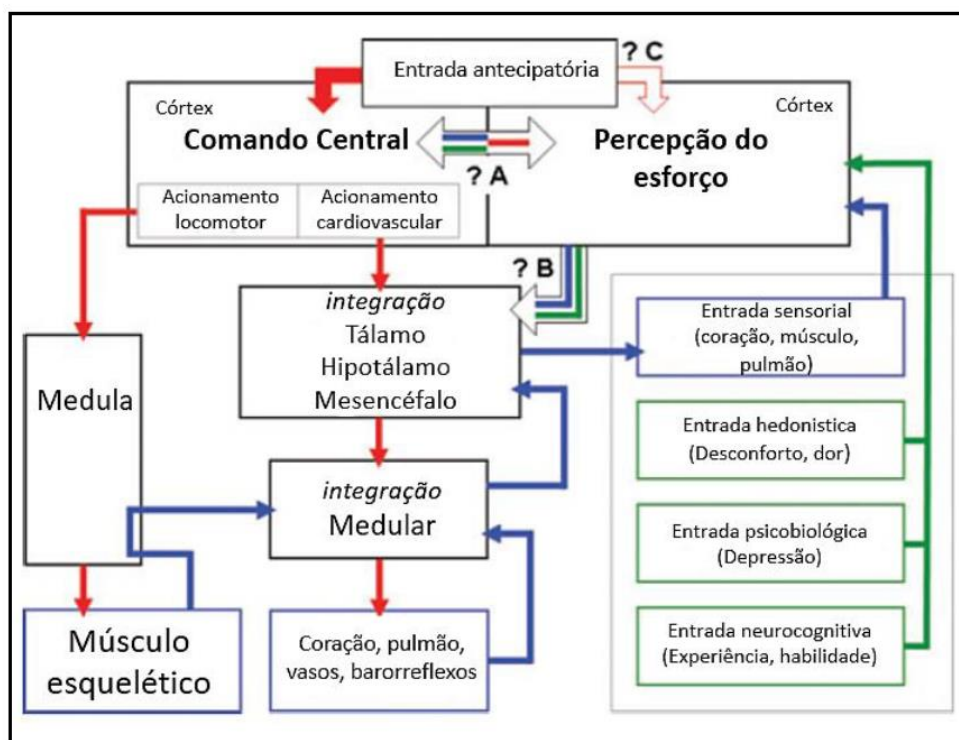 ? C
Entrada antecipatória
Córtex
Córtex
Comando Central
Percepção do
esforço
? A
Acionamento
locomotor
Acionamento
cardiovascular
? B
integração
Tálamo
Hipotálamo
Mesencéfalo
Entrada sensorial
(coração, músculo,
pulmão)
Medula
Entrada hedonistica
(Desconforto, dor)
integração
Medular
Entrada psicobiológica
(Depressão)
Músculo
esquelético
Coração, pulmão,
vasos, barorreflexos
Entrada neurocognitiva
(Experiência, habilidade)